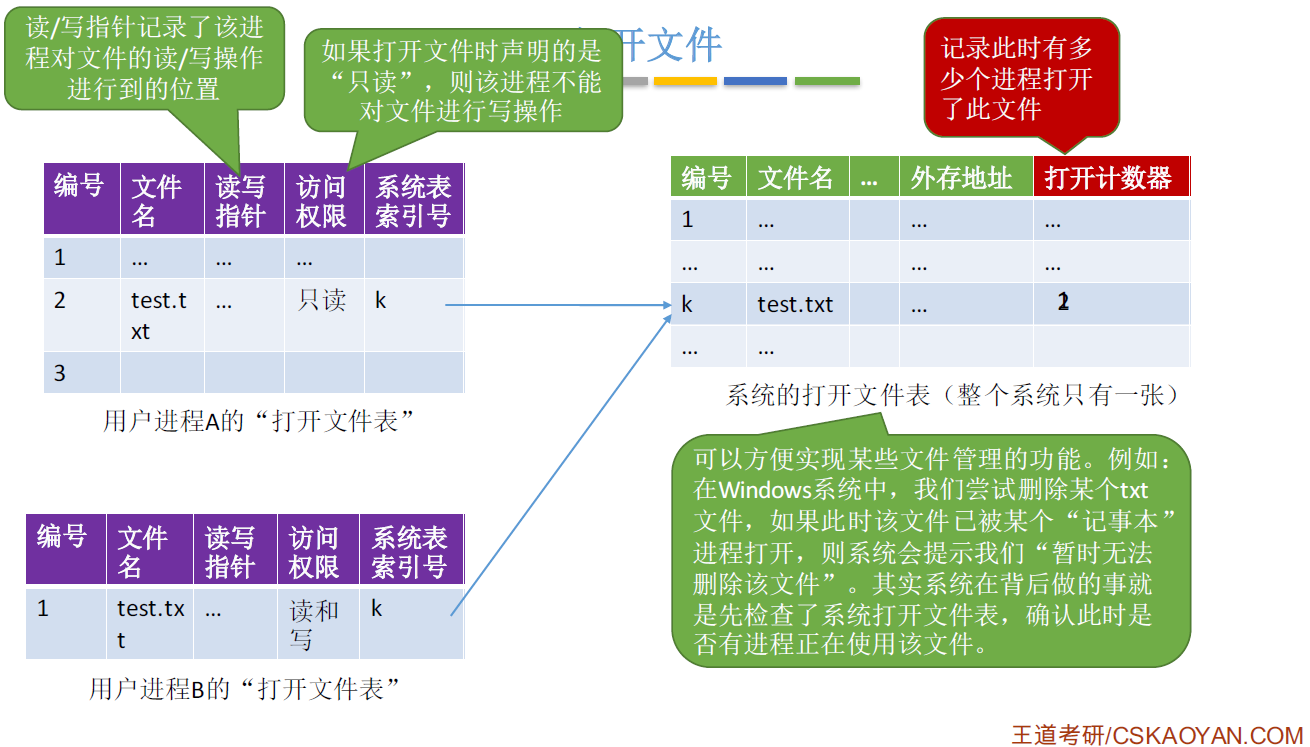 读/写指针记录了该进
程对文件的读/写操作
进行到的位置
如果打开文件时声明的是
“只读”，则该进程不能
对文件进行写操作
开文件
记录此时有多
少个进程打开
了此文件
编号 文件名 读写指针 访问权限 系统表索引号
1 ... ... ...
2 test.txt ... 只读 k
3
用户进程A的“打开文件表”
编号 文件名 ... 外存地址 打开计数器
1 ... ... ...
... ... ... ...
k test.txt ...
... ...
系统的打开文件表（整个系统只有一张）
可以方便实现某些文件管理的功能。例如：
在Windows系统中，我们尝试删除某个txt
文件，如果此时该文件已被某个“记事本”
进程打开，则系统会提示我们“暂时无法
删除该文件”。其实系统在背后做的事就
是先检查了系统打开文件表，确认此时是
否有进程正在使用该文件。
编号 文件名 读写指针 访问权限 系统表索引号
1 test.txt ... 读和写 k
用户进程B的“打开文件表”
王道考研/CSKAOYAN.COM